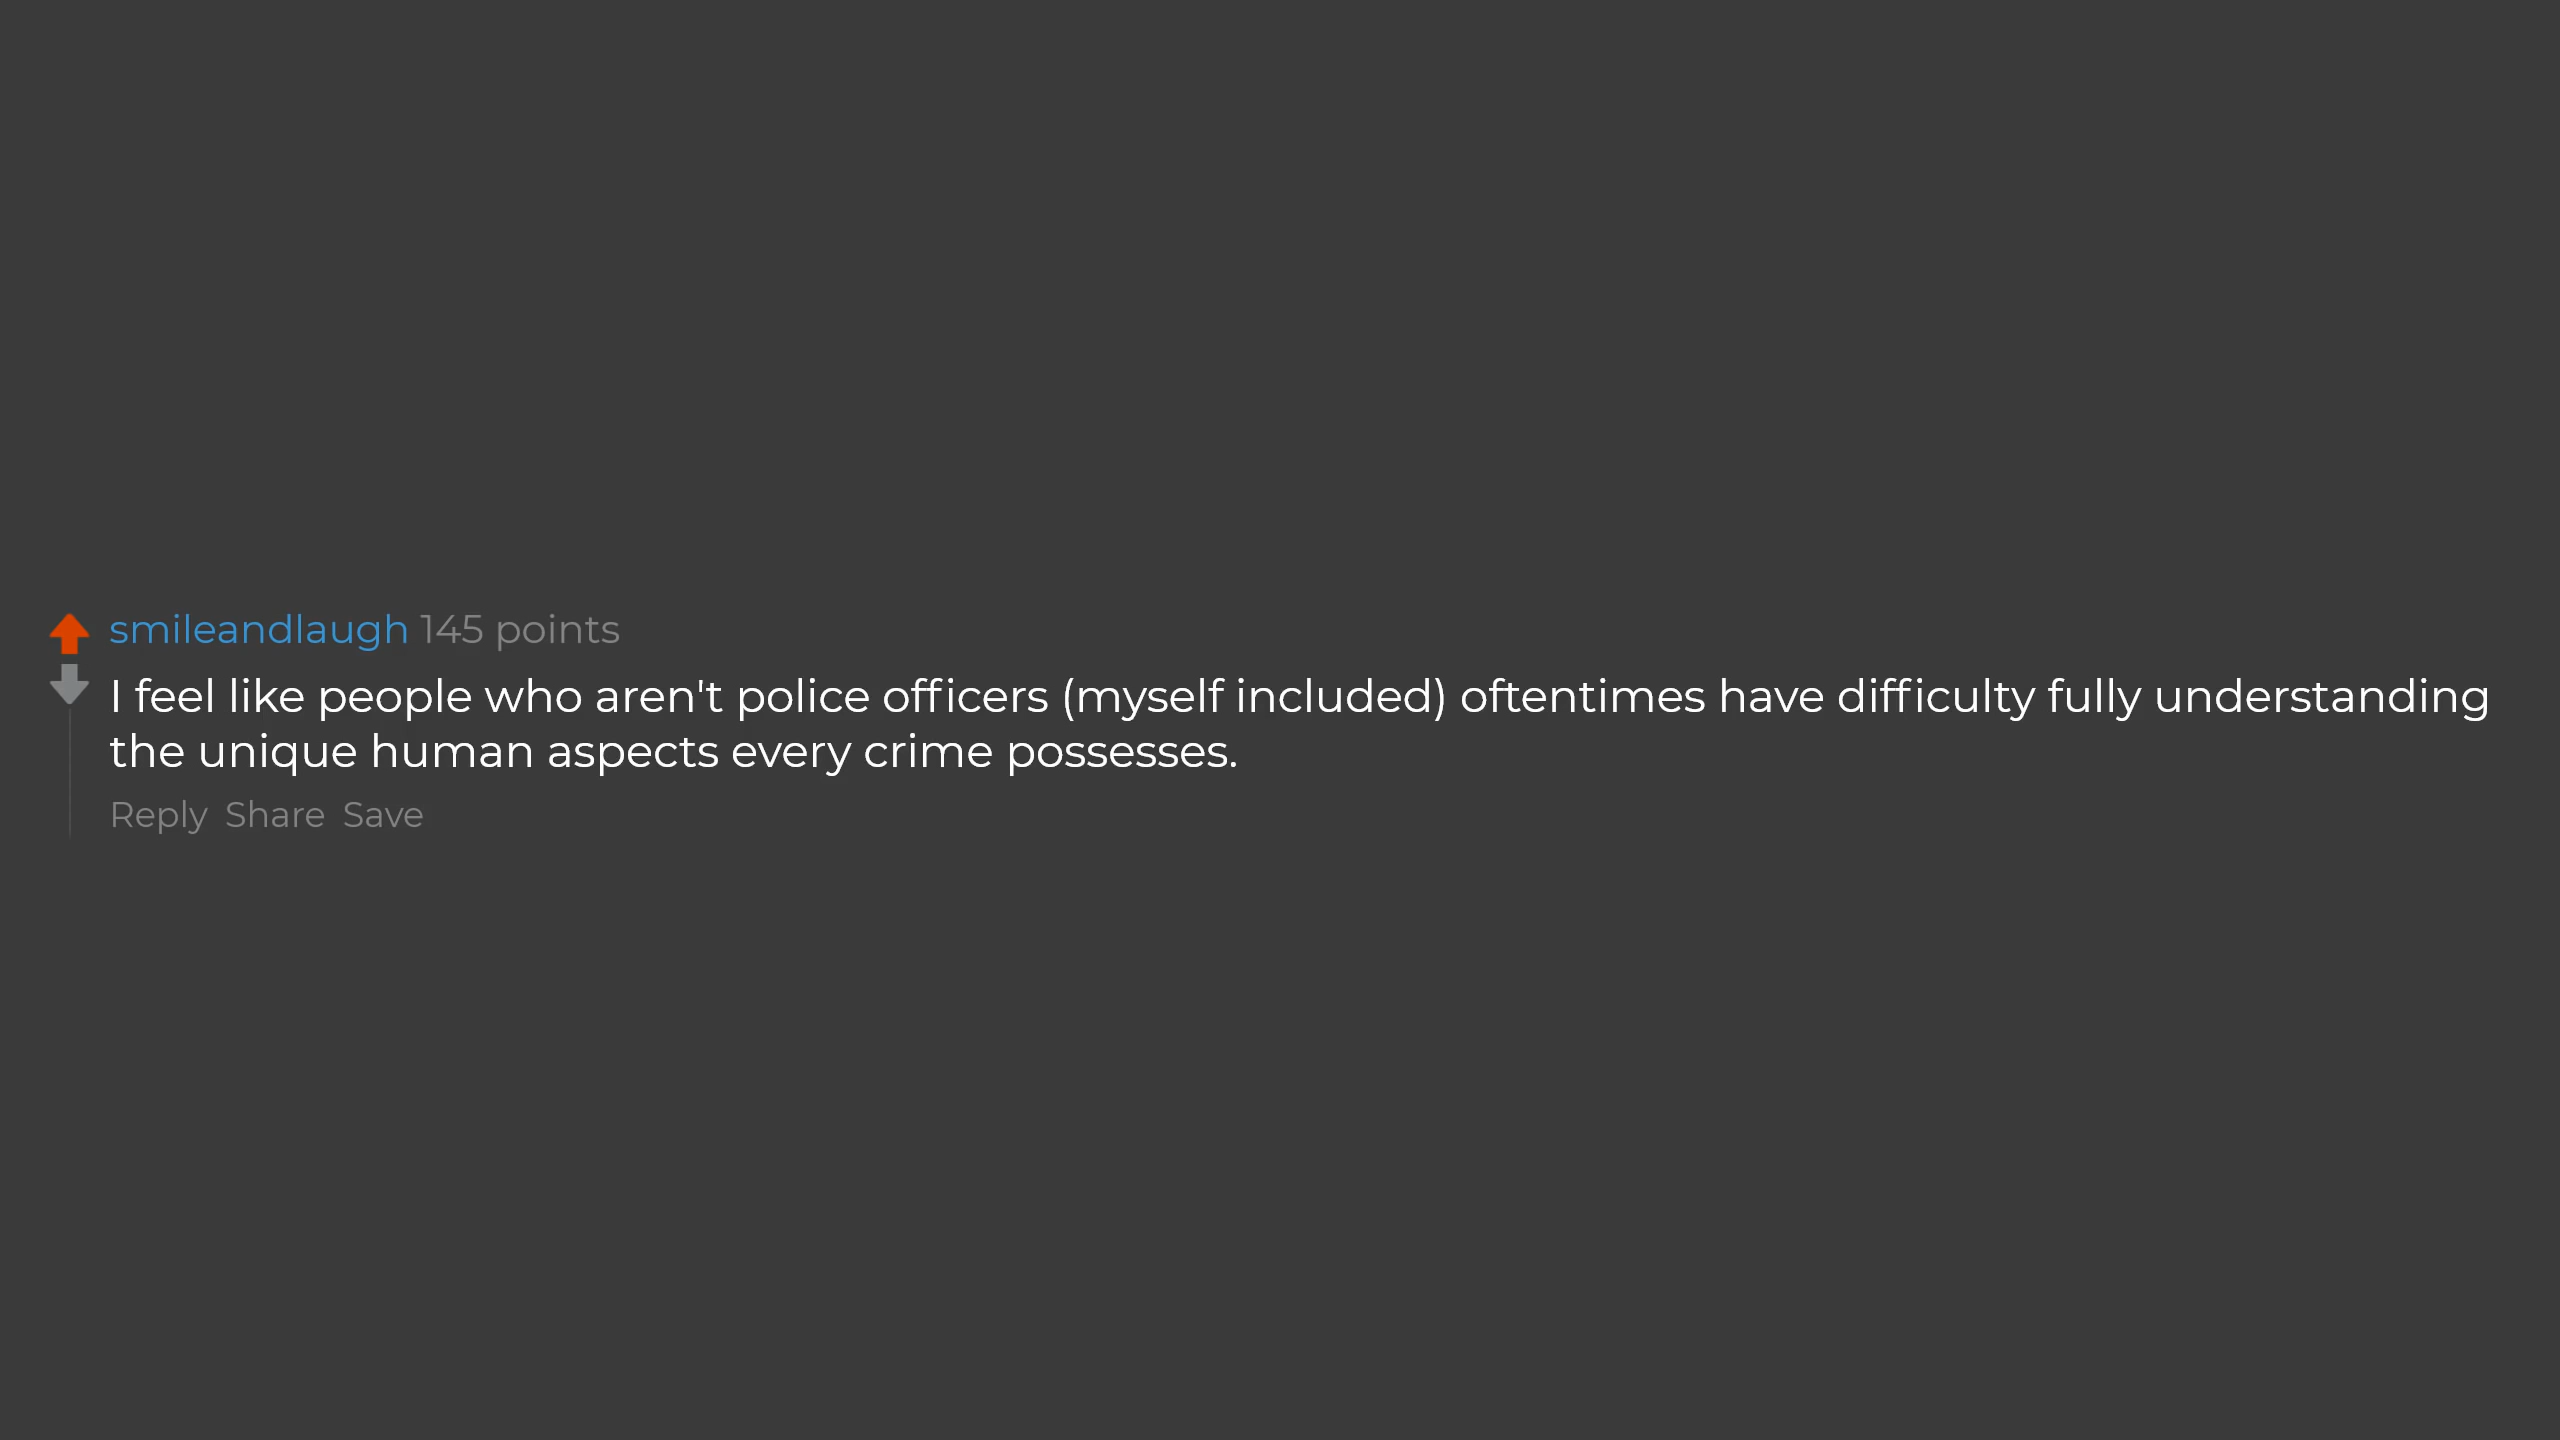 smileandlaugh 145 points
I feel like people who aren't police officers (myself included) oftentimes have difficulty fully understanding
the unique human aspects every crime possesses.
Reply Share Save